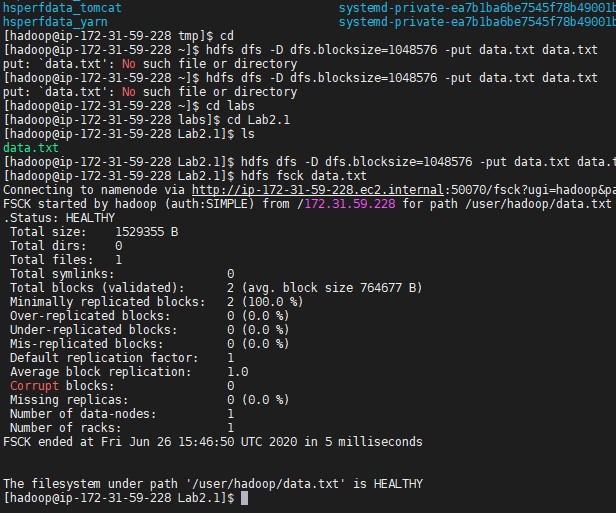 hsperfdata_tomcat systemd-private-ea7b1ba6be7545f78b49001b
hsperfdata_yarn systemd-private-ea7b1ba6be7545f78b49001b
[hadoop@ip-172-31-59-228 tmp]$ cd
[hadoop@ip-172-31-59-228 ~]$ hdfs dfs -D dfs.blocksize=1048576 -put data.txt data.txt
put: `data.txt': No such file or directory
[hadoop@ip-172-31-59-228 ~]$ hdfs dfs -D dfs.blocksize=1048576 -put data.txt data.txt
put: `data.txt': No such file or directory
[hadoop@ip-172-31-59-228 ~]$ cd labs
[hadoop@ip-172-31-59-228 labs]$ cd Lab2.1
[hadoop@ip-172-31-59-228 Lab2.1]$ ls
data.txt
[hadoop@ip-172-31-59-228 Lab2.1]$ hdfs dfs -D dfs.blocksize=1048576 -put data.txt data.t
[hadoop@ip-172-31-59-228 Lab2.1]$ hdfs fsck data.txt
Connecting to namenode via http://ip-172-31-59-228.ec2.internal:50070/fsck?ugi=hadoop&pa
FSCK started by hadoop (auth:SIMPLE) from /172.31.59.228 for path /user/hadoop/data.txt
.Status: HEALTHY
Total size: 1529355 B
Total dirs: 0
Total files: 1
Total symlinks: 0
Total blocks (validated): 2 (avg. block size 764677 B)
Minimally replicated blocks: 2 (100.0 %)
Over-replicated blocks: 0 (0.0 %)
Under-replicated blocks: 0 (0.0 %)
Mis-replicated blocks: 0 (0.0 %)
Default replication factor: 1
Average block replication: 1.0
Corrupt blocks: 0
Missing replicas: 0 (0.0 %)
Number of data-nodes: 1
Number of racks: 1
FSCK ended at Fri Jun 26 15:46:50 UTC 2020 in 5 milliseconds
The filesystem under path '/user/hadoop/data.txt' is HEALTHY
[hadoop@ip-172-31-59-228 Lab2.1]$